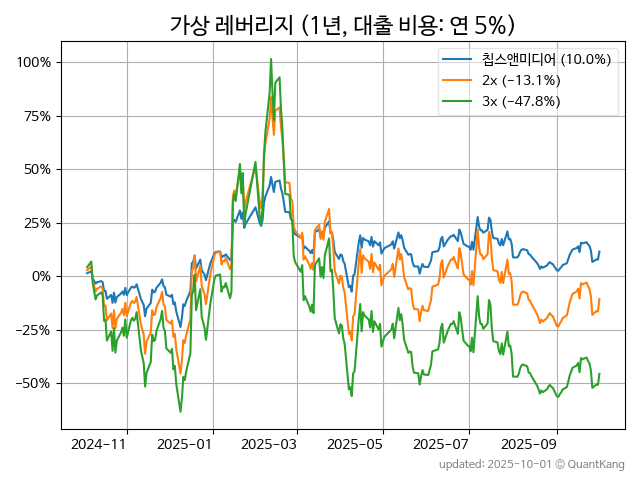 가상 레버리지 (1년, 대출 비용: 연 5%)
칩스앤미디어 (10.0%)
2x (−13.1%)
3x (−47.8%)
100%
75%
50%
25%
0%
−25%
−50%
2024-11
2025-01
2025-03
2025-05
2025-07
2025-09
updated: 2025-10-01 © QuantKang